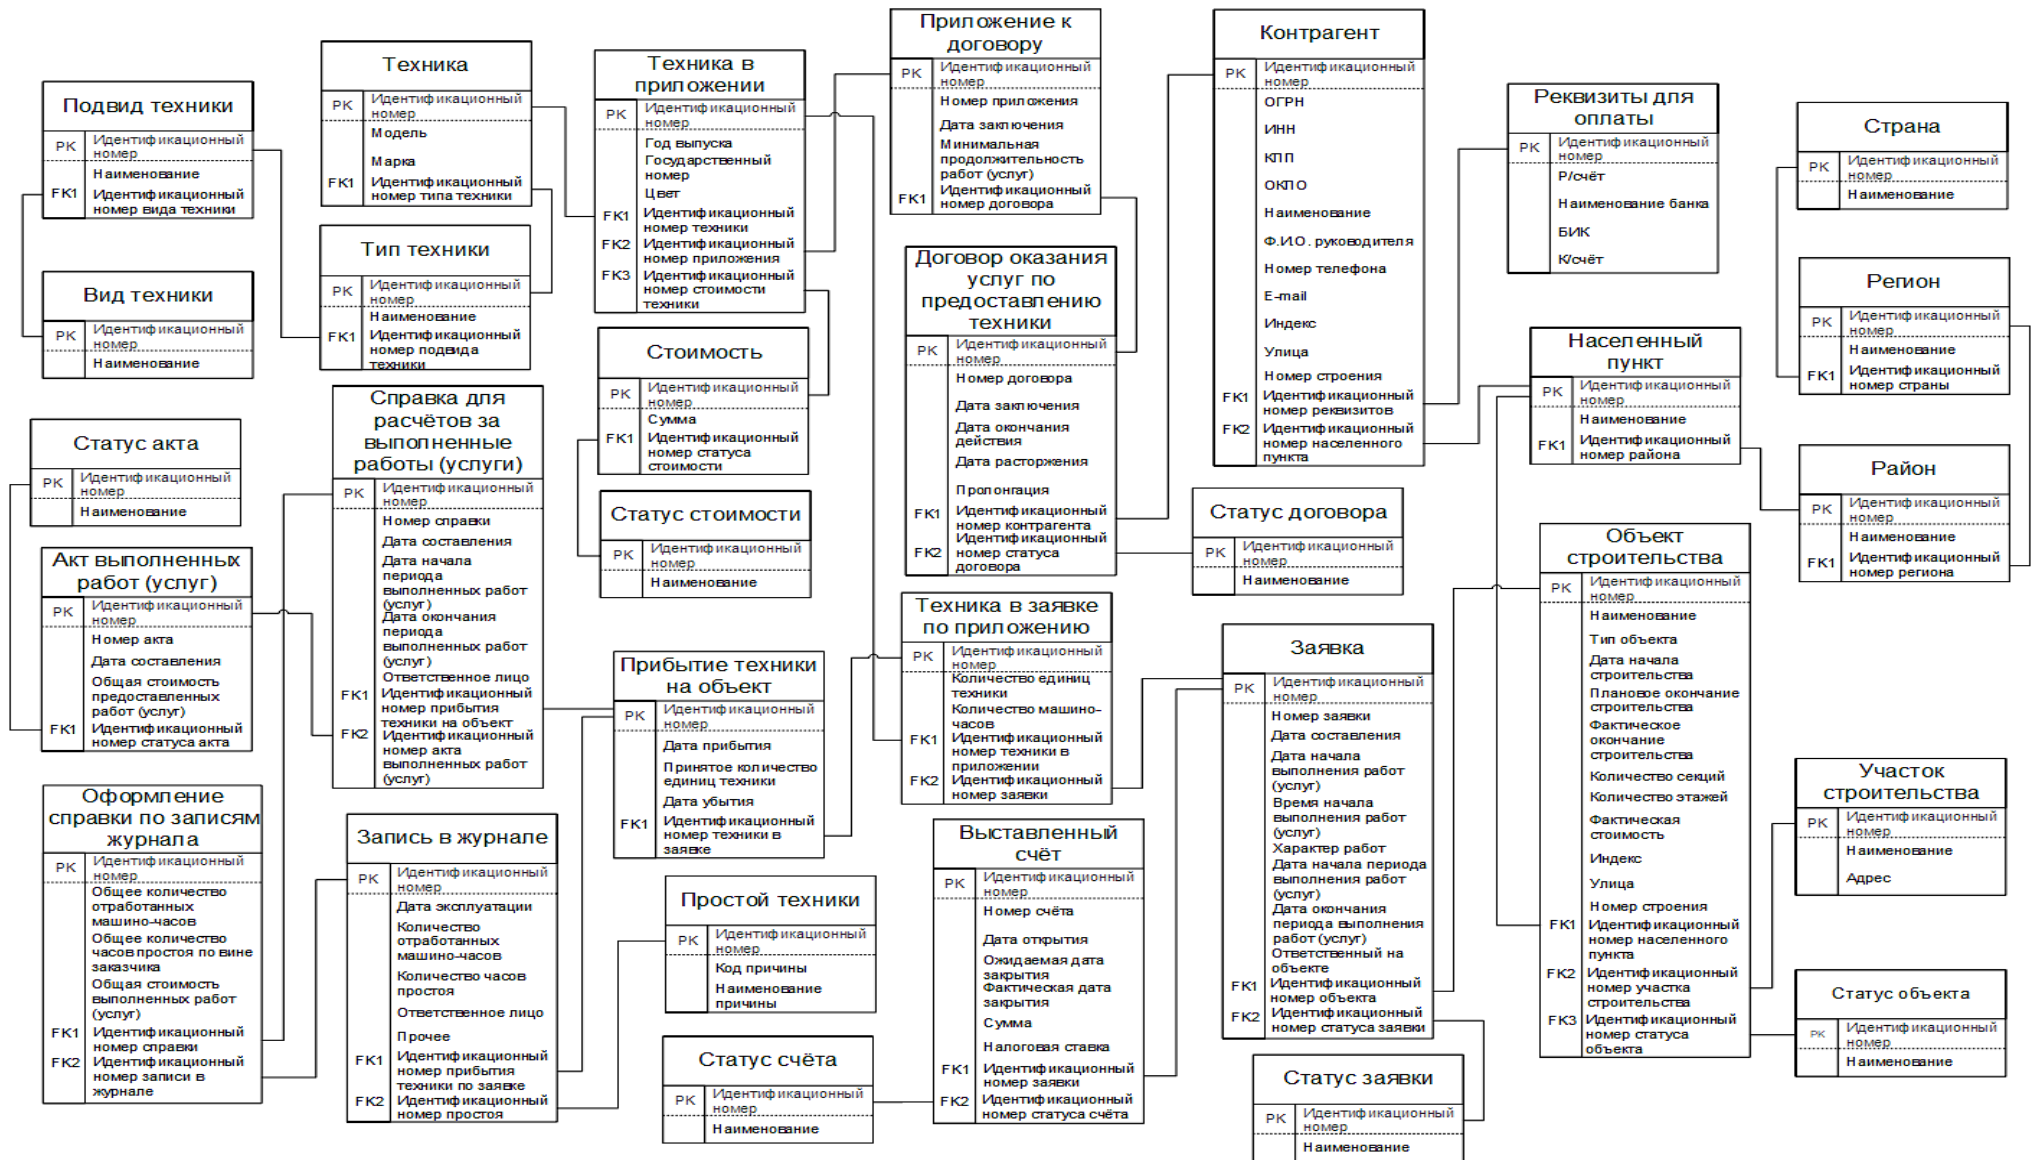 Подвид техники
PK
Идентификационный
номер
Наименование
FK1
Идентификационный
номер вида техники
Вид техники
PK
Идентификационный
номер
Наименование
Техника
PK
Идентификационный
номер
Модель
Марка
FK1
Идентификационный
номер типа техники
Тип техники
PK
Идентификационный
номер
Наименование
FK1
Идентификационный
номер подвида
техники
Техника в
приложении
PK
Идентификационный
номер
Год выпуска
Государственный
номер
Цвет
FK1
Идентификационный
номер техники
FK2
Идентификационный
номер приложения
FK3
Идентификационный
номер стоимости
техники
Стоимость
PK
Идентификационный
номер
Сумма
FK1
Идентификационный
номер статуса
стоимости
Статус стоимости
PK
Идентификационный
номер
Наименование
Приложение к
договору
PK
Идентификационный
номер
Номер приложения
Дата заключения
Минимальная
продолжительность
работ (услуг)
FK1
Идентификационный
номер договора
Договор оказания
услуг по
предоставлению
техники
PK
Идентификационный
номер
Номер договора
Дата заключения
Дата окончания
действия
Дата расторжения
Пролонгация
FK1
Идентификационный
номер контрагента
FK2
Идентификационный
номер статуса
договора
Контрагент
PK
Идентификационный
номер
ОГРН
ИНН
КПП
ОКПО
Наименование
Ф.И.О. руководителя
Номер телефона
E-mail
Индекс
Улица
Номер строения
FK1
Идентификационный
номер реквизитов
FK2
Идентификационный
номер населенного
пункта
Статус договора
PK
Идентификационный
номер
Наименование
Реквизиты для
оплаты
PK
Идентификационный
номер
Р/счёт
Наименование банка
БИК
К/счёт
Населенный
пункт
PK
Идентификационный
номер
Наименование
FK1
Идентификационный
номер района
Страна
PK
Идентификационный
номер
Наименование
Регион
PK
Идентификационный
номер
Наименование
FK1
Идентификационный
номер страны
Район
PK
Идентификационный
номер
Наименование
FK1
Идентификационный
номер региона
Статус акта
PK
Идентификационный
номер
Наименование
Акт выполненных
работ (услуг)
PK
Идентификационный
номер
Номер акта
Дата составления
Общая стоимость
предоставленных
работ (услуг)
FK1
Идентификационный
номер статуса акта
Справка для
расчётов за
выполненные
работы (услуги)
PK
Идентификационный
номер
Номер справки
Дата составления
Дата начала
периода
выполненных работ
(услуг)
Дата окончания
периода
выполненных работ
(услуг)
Ответственное лицо
FK1
Идентификационный
номер прибытия
техники на объект
FK2
Идентификационный
номер акта
выполненных работ
(услуг)
Оформление
справки по записям
журнала
PK
Идентификационный
номер
Общее количество
отработанных
машино-часов
Общее количество
часов простоя по вине
заказчика
Общая стоимость
выполненных работ
(услуг)
FK1
Идентификационный
номер справки
FK2
Идентификационный
номер записи в
журнале
Запись в журнале
PK
Идентификационный
номер
Дата эксплуатации
Количество
отработанных
машино-часов
Количество часов
простоя
Ответственное лицо
Прочее
FK1
Идентификационный
номер прибытия
техники по заявке
FK2
Идентификационный
номер простоя
Прибытие техники
на объект
PK
Идентификационный
номер
Дата прибытия
Принятое количество
единиц техники
Дата убытия
FK1
Идентификационный
номер техники в
заявке
Простой техники
PK
Идентификационный
номер
Код причины
Наименование
причины
Статус счёта
PK
Идентификационный
номер
Наименование
Техника в заявке
по приложению
PK
Идентификационный
номер
Количество единиц
техники
Количество машино-
часов
FK1
Идентификационный
номер техники в
приложении
FK2
Идентификационный
номер заявки
Выставленный
счёт
PK
Идентификационный
номер
Номер счёта
Дата открытия
Ожидаемая дата
закрытия
Фактическая дата
закрытия
Сумма
Налоговая ставка
FK1
Идентификационный
номер заявки
FK2
Идентификационный
номер статуса счёта
Заявка
PK
Идентификационный
номер
Номер заявки
Дата составления
Дата начала
выполнения работ
(услуг)
Время начала
выполнения работ
(услуг)
Характер работ
Дата начала периода
выполнения работ
(услуг)
Дата окончания
периода выполнения
работ (услуг)
Ответственный на
объекте
FK1
Идентификационный
номер объекта
FK2
Идентификационный
номер статуса заявки
Статус заявки
PK
Идентификационный
номер
Наименование
Объект
строительства
PK
Идентификационный
номер
Наименование
Тип объекта
Дата начала
строительства
Плановое окончание
строительства
Фактическое
окончание
строительства
Количество секций
Количество этажей
Фактическая
стоимость
Индекс
Улица
Номер строения
FK1
Идентификационный
номер населенного
пункта
FK2
Идентификационный
номер участка
строительства
FK3
Идентификационный
номер статуса
объекта
Участок
строительства
PK
Идентификационный
номер
Наименование
Адрес
Статус объекта
PK
Идентификационный
номер
Наименование